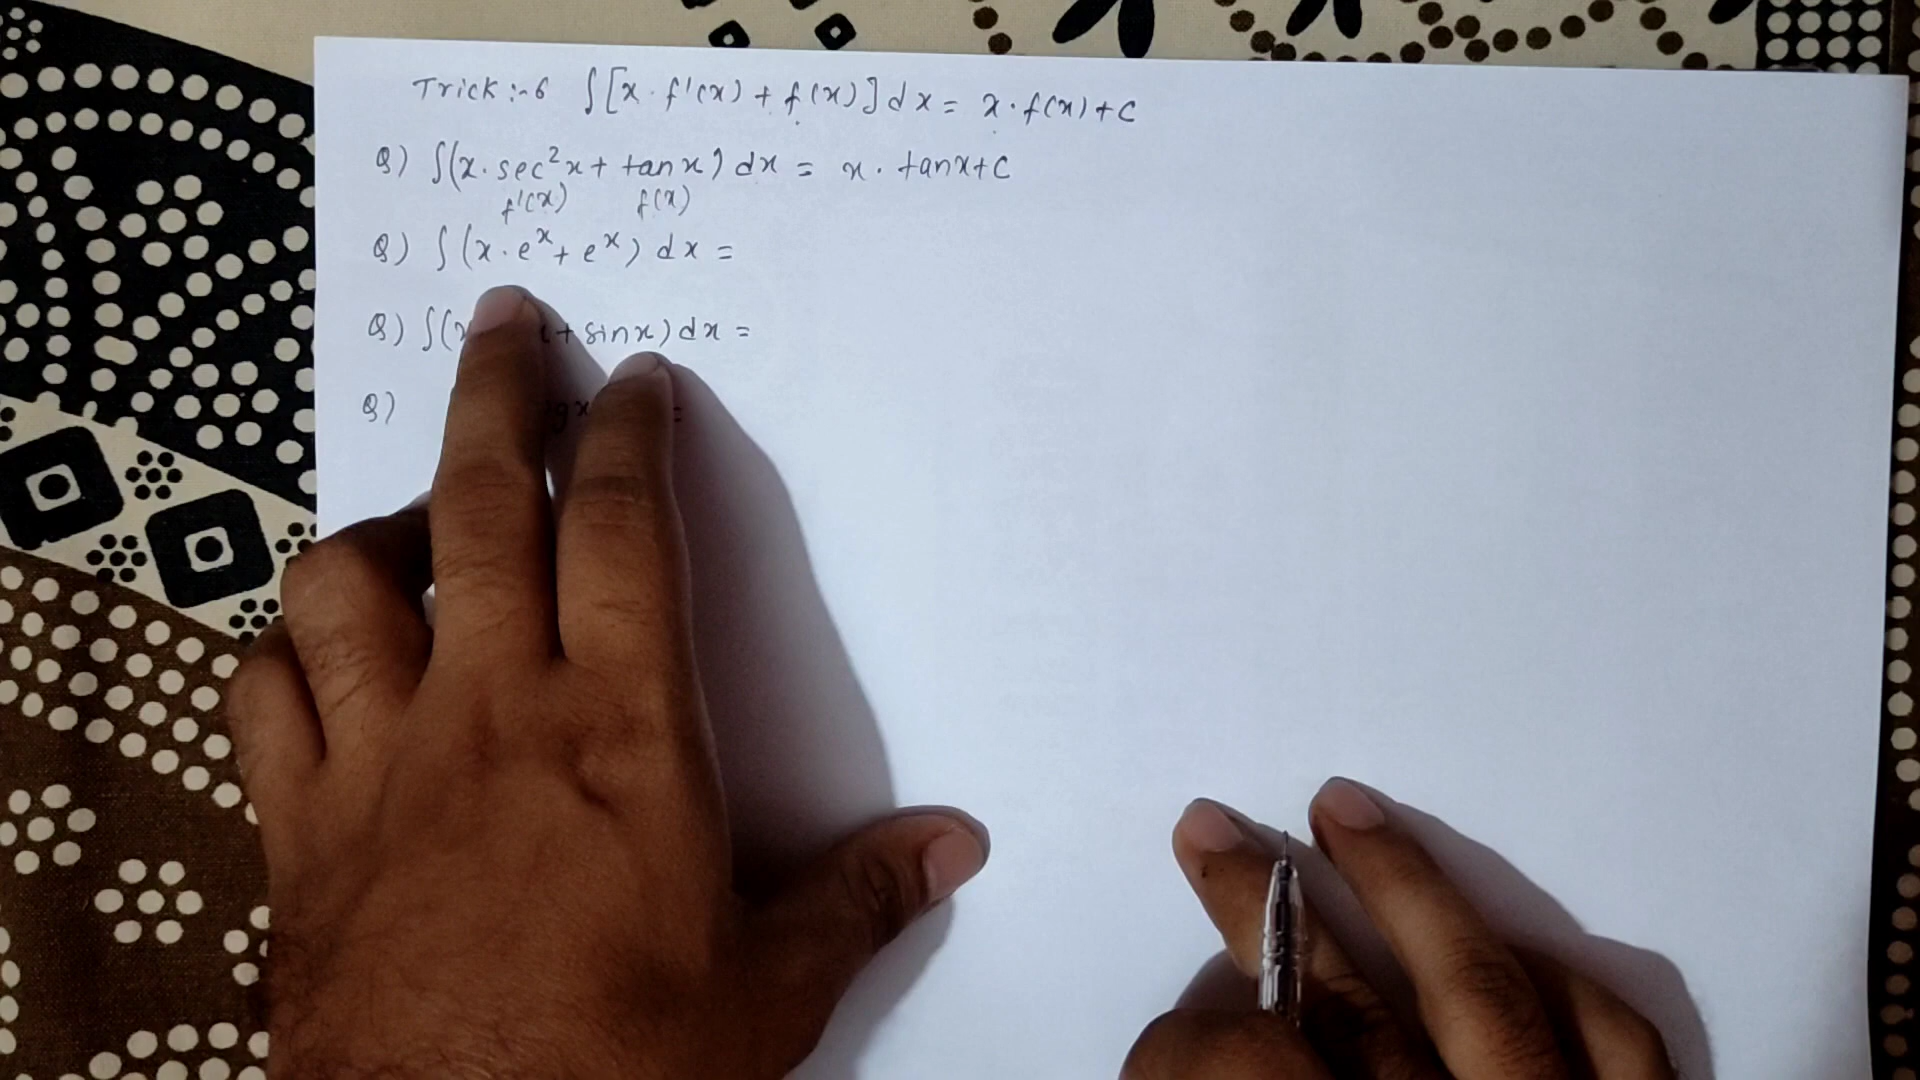 Trick :- 6 ∫[x · f'(x) + f(x)] dx = x · f(x) + C
Q) ∫(x · sec²x + tan x) dx = x · tanx + C
f'(x) f(x)
Q) ∫(x · eˣ + eˣ) dx =
Q) ∫( + sinx) dx =
Q) =